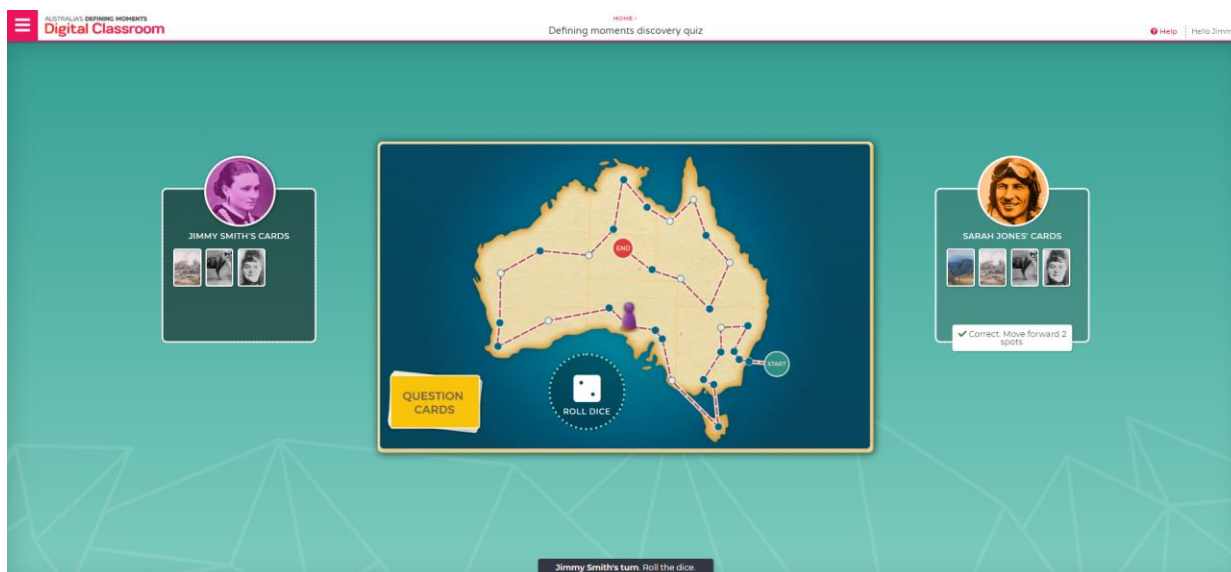 AUSTRALIA'S DEFINING MOMENTS
Digital Classroom
HOME ›
Defining moments discovery quiz
Help
Hello Jimm
JIMMY SMITH'S CARDS
SARAH JONES' CARDS
END
START
✔ Correct. Move forward 2
spots.
QUESTION
CARDS
ROLL DICE
Jimmy Smith's turn. Roll the dice.